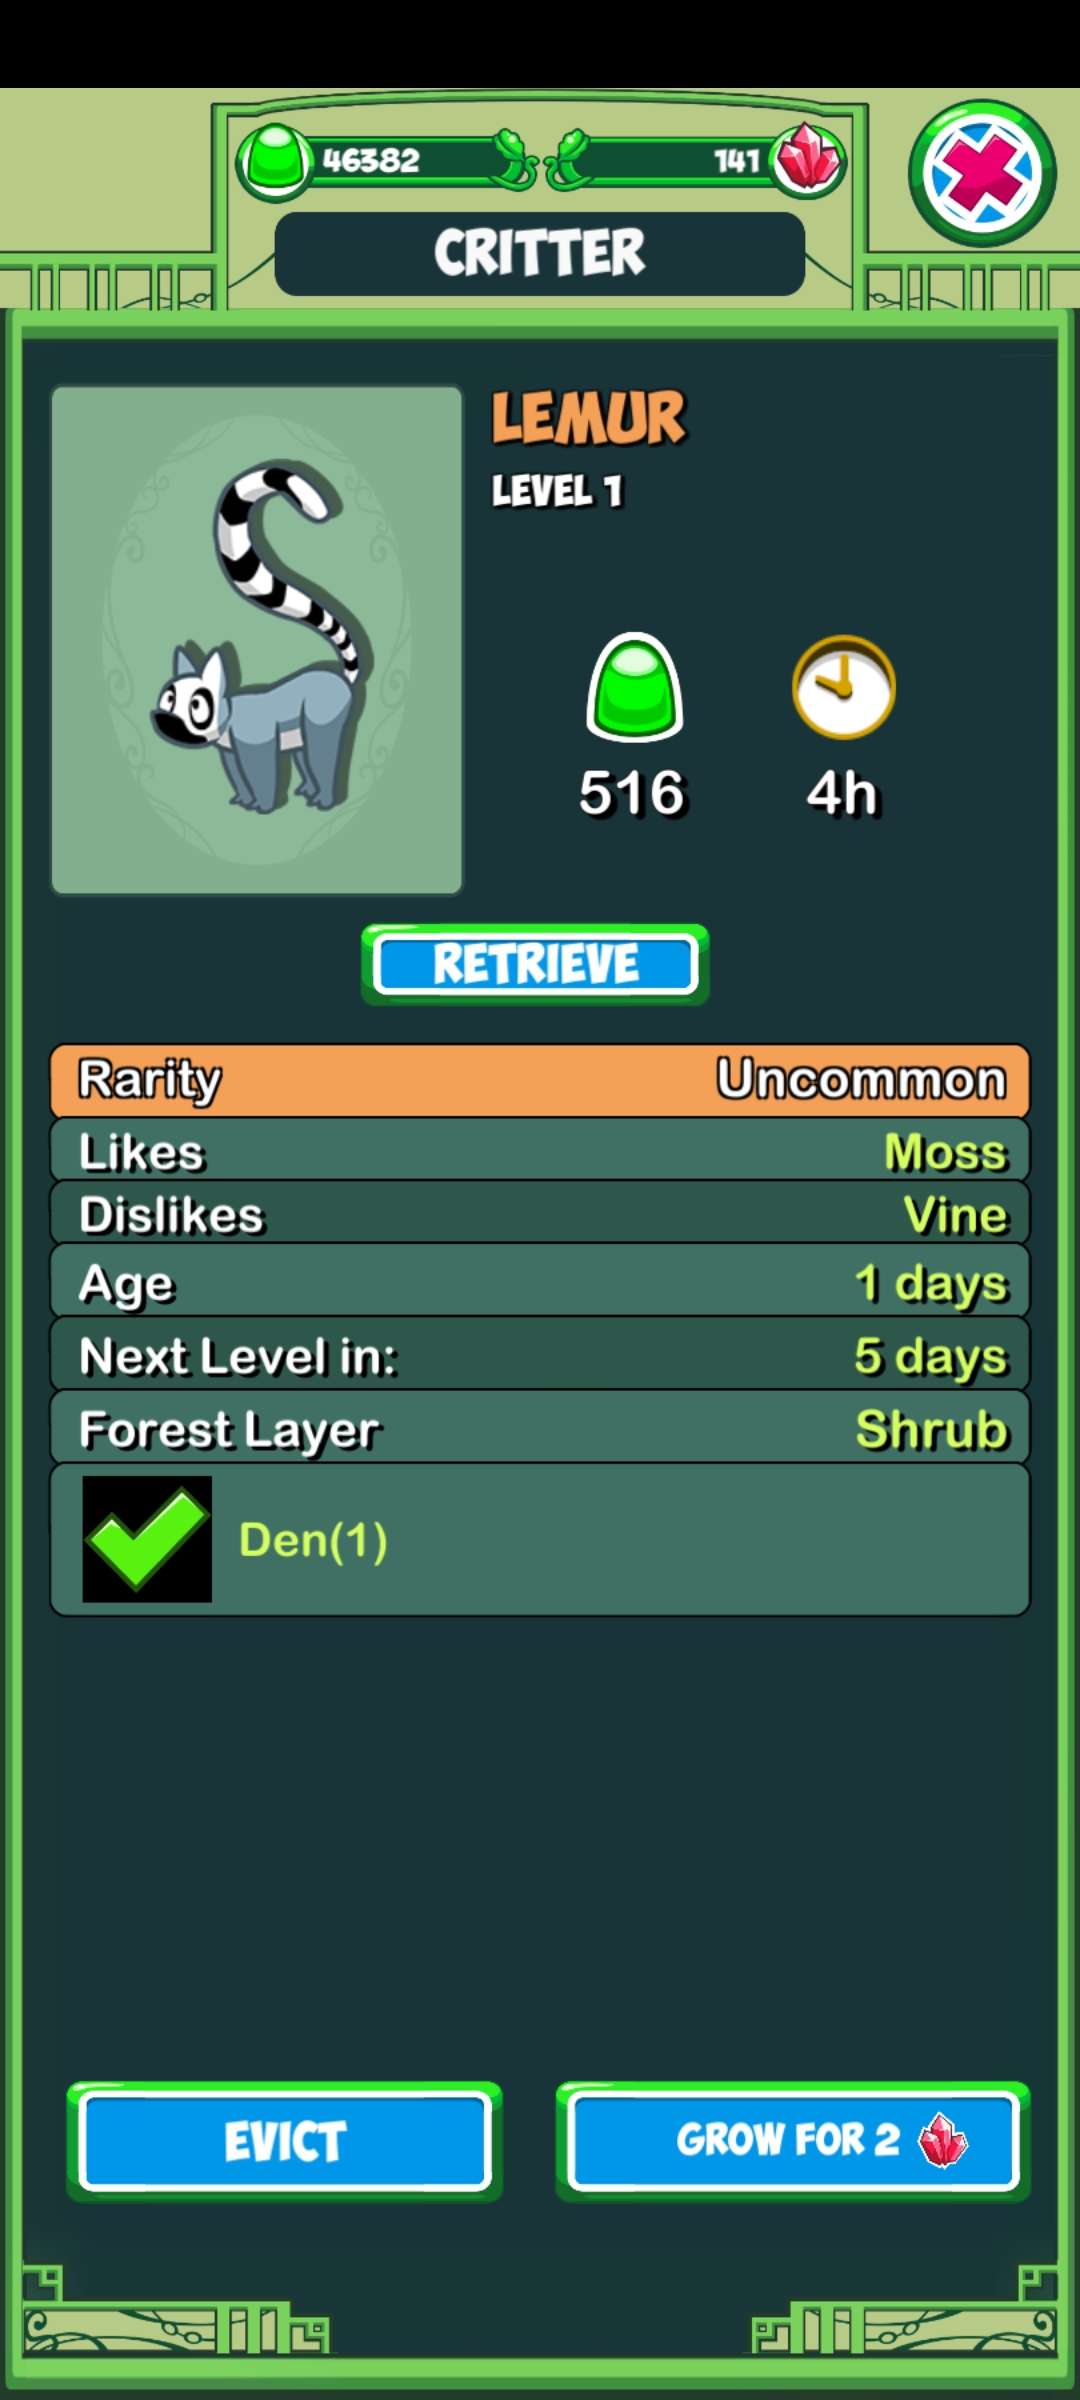 46382 141
CRITTER
LEMUR
LEVEL 1
516 4h
RETRIEVE
Rarity Uncommon
Likes Moss
Dislikes Vine
Age 1 days
Next Level in: 5 days
Forest Layer Shrub
Den(1)
EVICT GROW FOR 2